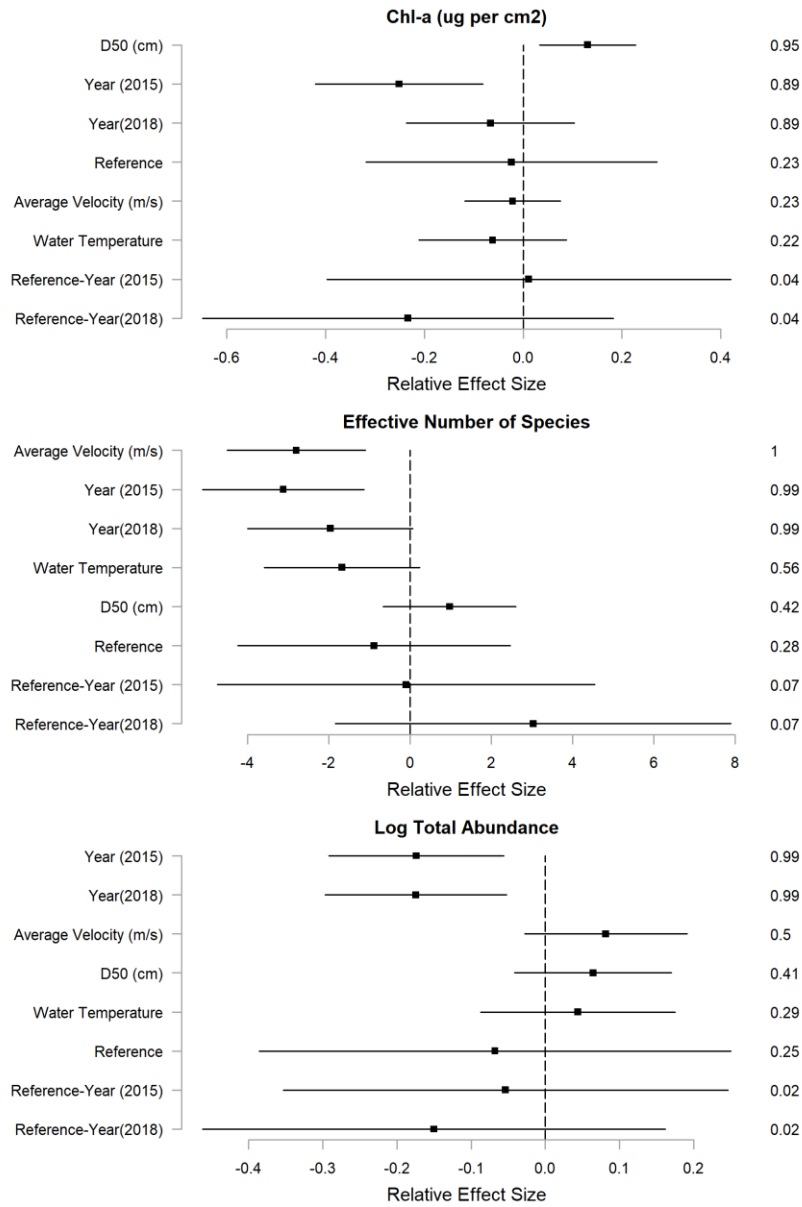 Chl-a (ug per cm2)
D50 (cm) 0.95
Year (2015) 0.89
Year(2018) 0.89
Reference 0.23
Average Velocity (m/s) 0.23
Water Temperature 0.22
Reference-Year (2015) 0.04
Reference-Year(2018) 0.04
-0.6 -0.4 -0.2 0.0 0.2 0.4
Relative Effect Size
Effective Number of Species
Average Velocity (m/s) 1
Year (2015) 0.99
Year(2018) 0.99
Water Temperature 0.56
D50 (cm) 0.42
Reference 0.28
Reference-Year (2015) 0.07
Reference-Year(2018) 0.07
-4 -2 0 2 4 6 8
Relative Effect Size
Log Total Abundance
Year (2015) 0.99
Year(2018) 0.99
Average Velocity (m/s) 0.5
D50 (cm) 0.41
Water Temperature 0.29
Reference 0.25
Reference-Year (2015) 0.02
Reference-Year(2018) 0.02
-0.4 -0.3 -0.2 -0.1 0.0 0.1 0.2
Relative Effect Size